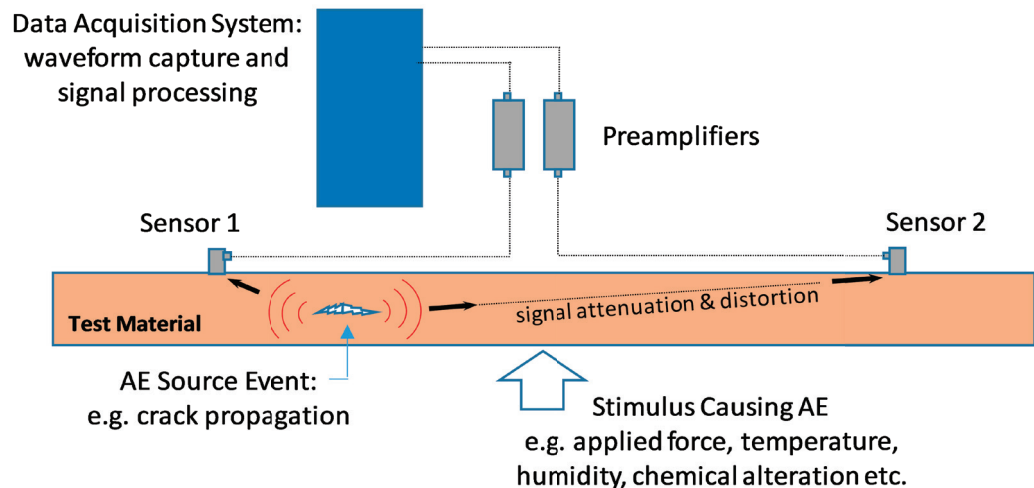 Data Acquisition System:
waveform capture and
signal processing
Preamplifiers
Sensor 1
Sensor 2
signal attenuation & distortion
Test Material
AE Source Event:
e.g. crack propagation
Stimulus Causing AE
e.g. applied force, temperature,
humidity, chemical alteration etc.